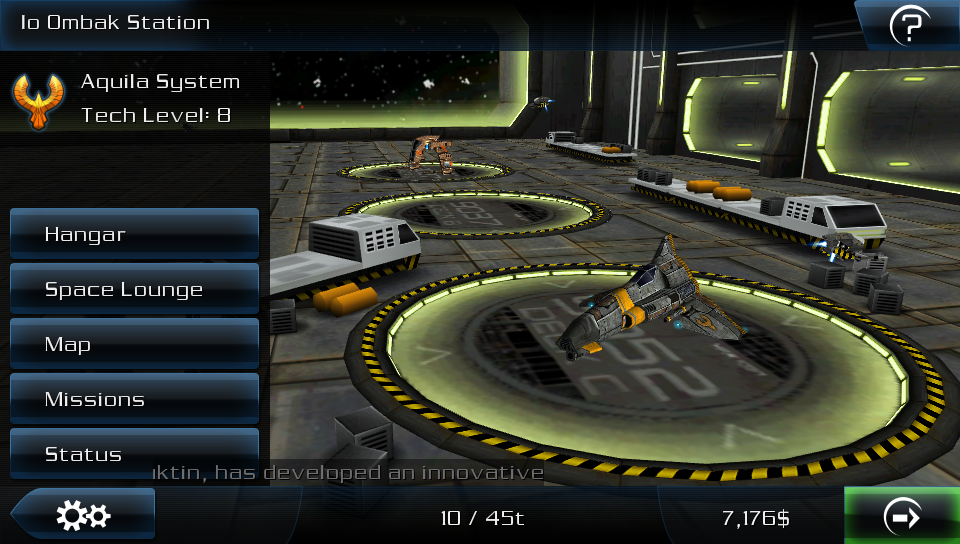 Io Ombak Station
?
Aquila System
Tech Level: 8
Hangar
Space Lounge
Map
Missions
Status
ktin, has developed an innovative
10 / 45t
7,176$